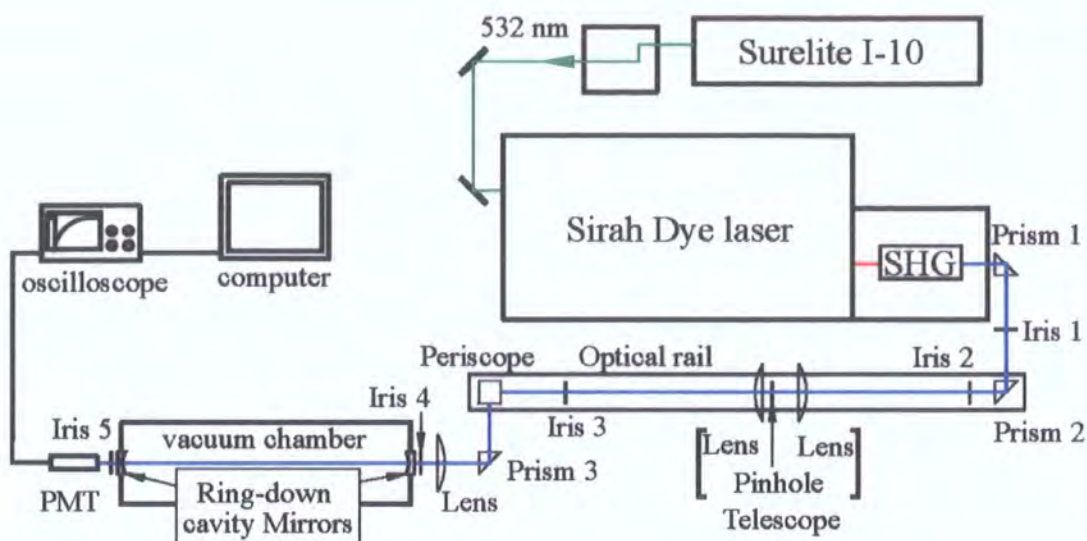 532 nm
Surelite I-10
Sirah Dye laser
SHG
Prism 1
Iris 1
oscilloscope
computer
Periscope
Optical rail
Iris 2
Iris 4
Iris 5
vacuum chamber
Iris 3
Prism 2
Prism 3
Lens
Lens
Pinhole
Telescope
PMT
Ring-down
cavity Mirrors
Lens